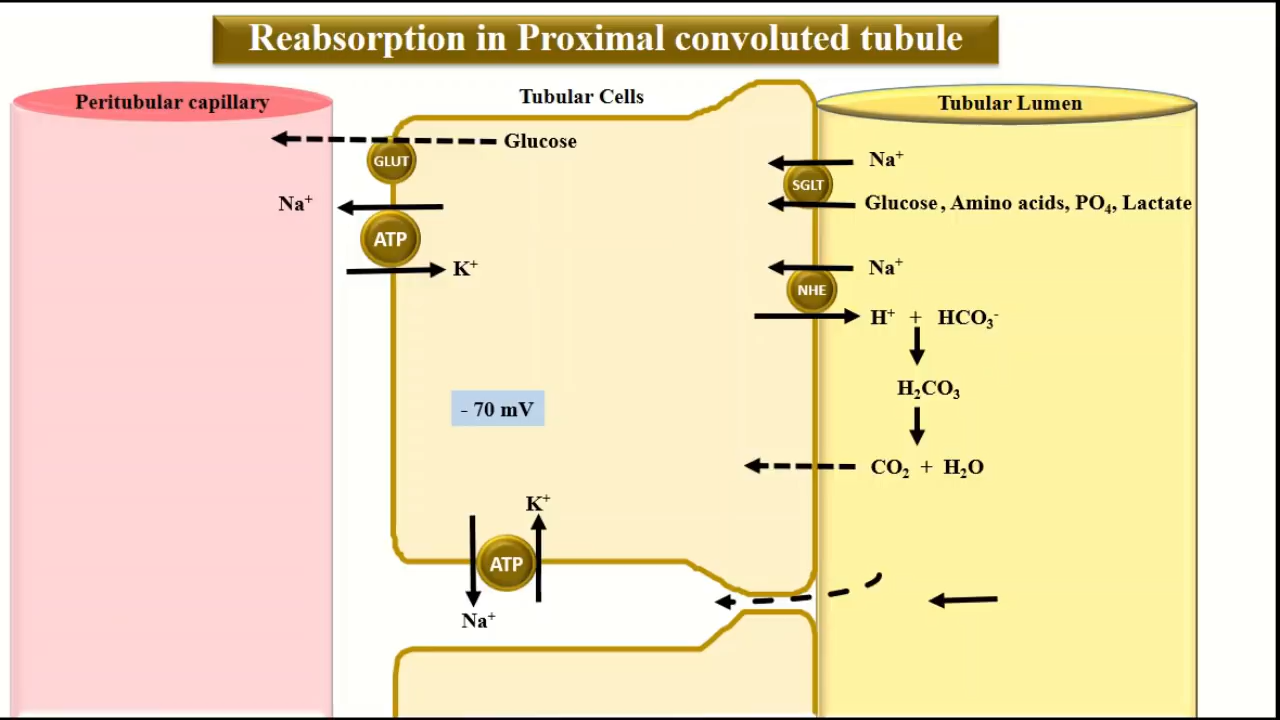 Reabsorption in Proximal convoluted tubule
Peritubular capillary
Tubular Cells
Tubular Lumen
Glucose
GLUT
Na⁺
ATP
K⁺
Na⁺
SGLT
Glucose, Amino acids, PO₄, Lactate
Na⁺
NHE
H⁺ + HCO₃⁻
H₂CO₃
- 70 mV
CO₂ + H₂O
K⁺
ATP
Na⁺